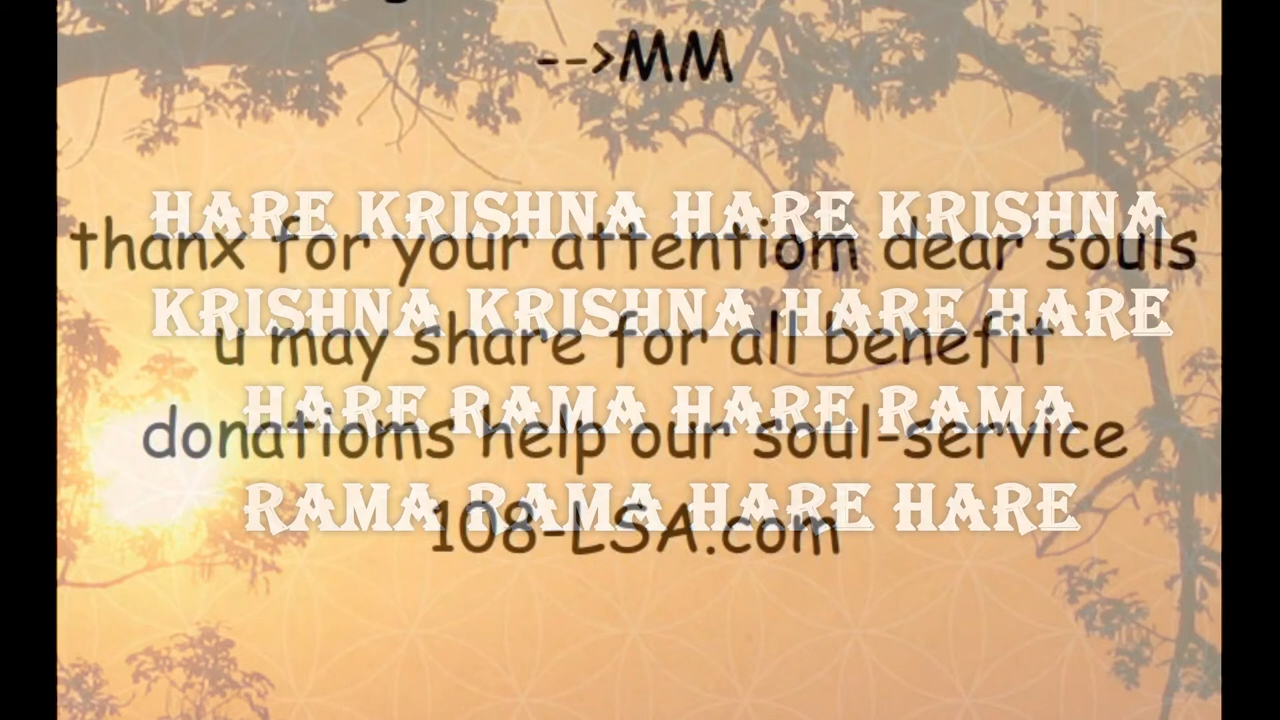 -->MM
HARE KRISHNA HARE KRISHNA
thanx for your attentiom dear souls
KRISHNA KRISHNA HARE HARE
u may share for all benefit
HARE RAMA HARE RAMA
donatioms help our soul-service
RAMA RAMA HARE HARE
108-LSA.com